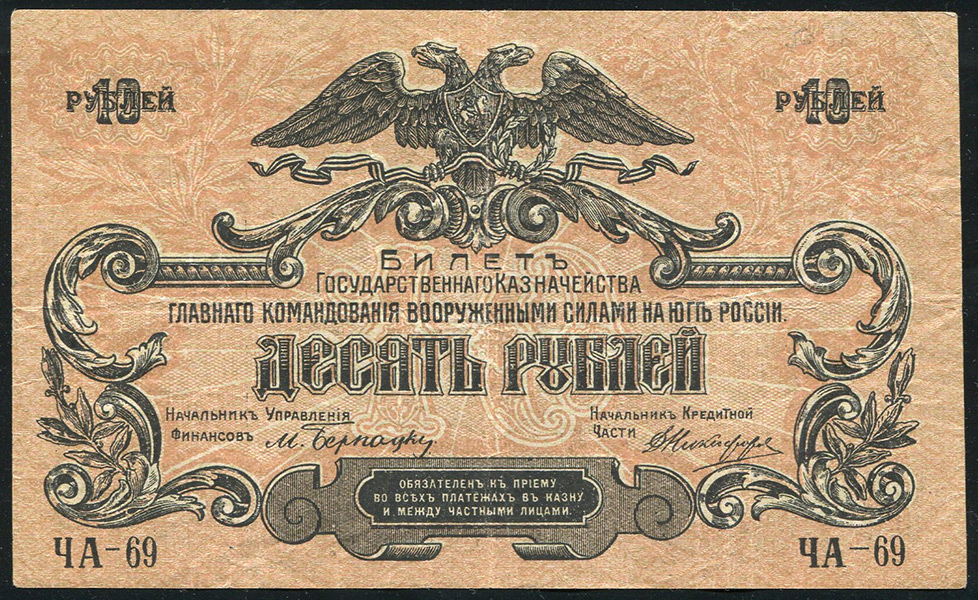 10 РУБЛЕЙ
10 РУБЛЕЙ
БИЛЕТЪ
ГОСУДАРСТВЕННАГО КАЗНАЧЕЙСТВА
ГЛАВНАГО КОМАНДОВАНІЯ ВООРУЖЕННЫМИ СИЛАМИ НА ЮГѢ РОССІИ.
ДЕСЯТЬ РУБЛЕЙ
НАЧАЛЬНИКЪ УПРАВЛЕНІЯ
ФИНАНСОВЪ М. Бернацкий
НАЧАЛЬНИКЪ КРЕДИТНОЙ
ЧАСТИ
ОБЯЗАТЕЛЕНЪ КЪ ПРІЕМУ
ВО ВСѢХЪ ПЛАТЕЖАХЪ ВЪ КАЗНУ
И МЕЖДУ ЧАСТНЫМИ ЛИЦАМИ.
ЧА-69
ЧА-69